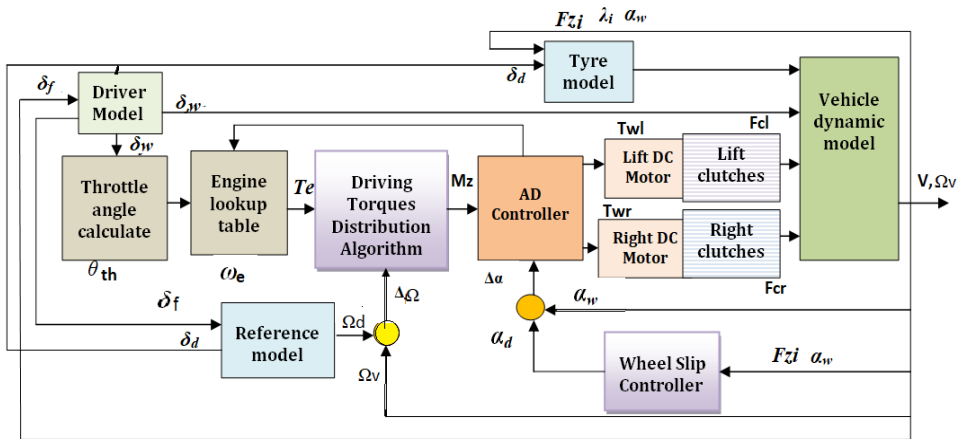 Fzi λi αw
δf
Driver
Model
δd
Tyre
model
δw
Vehicle
dynamic
model
δw
Twl
Fcl
Lift DC
Motor
Lift
clutches
Throttle
angle
calculate
Engine
lookup
table
Te
Driving
Torques
Distribution
Algorithm
Mz
AD
Controller
V,Ωv
Twr
Right DC
Motor
Right
clutches
θth
ωe
ΔΩ
Δα
Fcr
δf
αw
δd
Reference
model
Ωd
αd
Ωv
Wheel Slip
Controller
Fzi αw